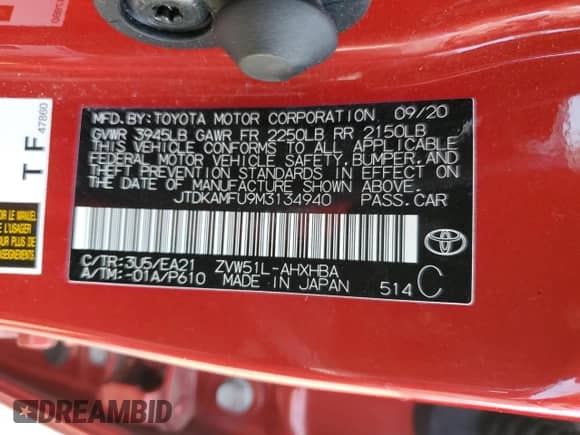 MFD.BY:TOYOTA MOTOR CORPORATION 09/20
GVWR 3945LB GAWR FR 2250LB RR 2150LB
THIS VEHICLE CONFORMS TO ALL APPLICABLE
FEDERAL MOTOR VEHICLE SAFETY,BUMPER,AND
THEFT PREVENTION STANDARDS IN EFFECT ON
THE DATE OF MANUFACTURE SHOWN ABOVE.
JTDKAMFU9M3134940 PASS.CAR
C/TR:3U5/EA21 ZVW51L-AHXHBA
A/TM:-01A/P610 MADE IN JAPAN 514 C
TF
47860
DREAMBID